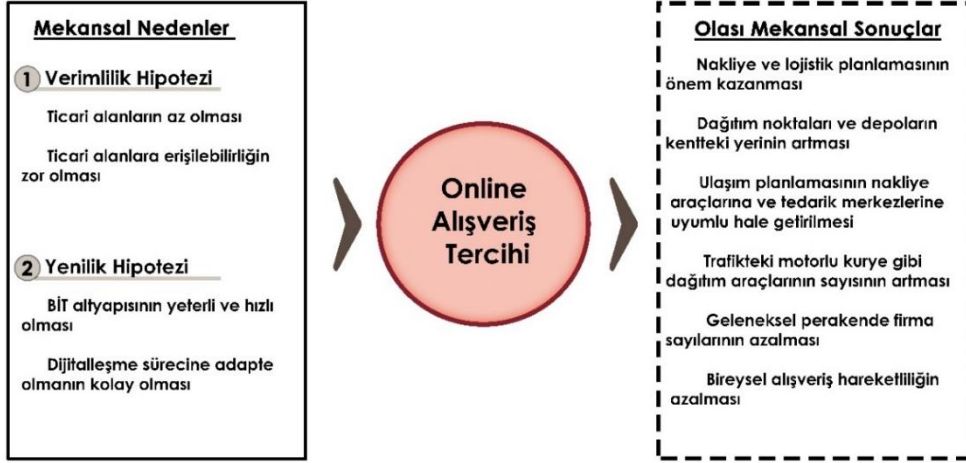 Mekansal Nedenler
1 Verimlilik Hipotezi
Ticari alanların az olması
Ticari alanlara erişilebilirliğin
zor olması
2 Yenilik Hipotezi
BİT altyapısının yeterli ve hızlı
olması
Dijitalleşme sürecine adapte
olmanın kolay olması
Online
Alışveriş
Tercihi
Olası Mekansal Sonuçlar
Nakliye ve lojistik planlamasının
önem kazanması
Dağıtım noktaları ve depoların
kentteki yerinin artması
Ulaşım planlamasının nakliye
araçlarına ve tedarik merkezlerine
uyumlu hale getirilmesi
Trafikteki motorlu kurye gibi
dağıtım araçlarının sayısının artması
Geleneksel perakende firma
sayılarının azalması
Bireysel alışveriş hareketliliğin
azalması